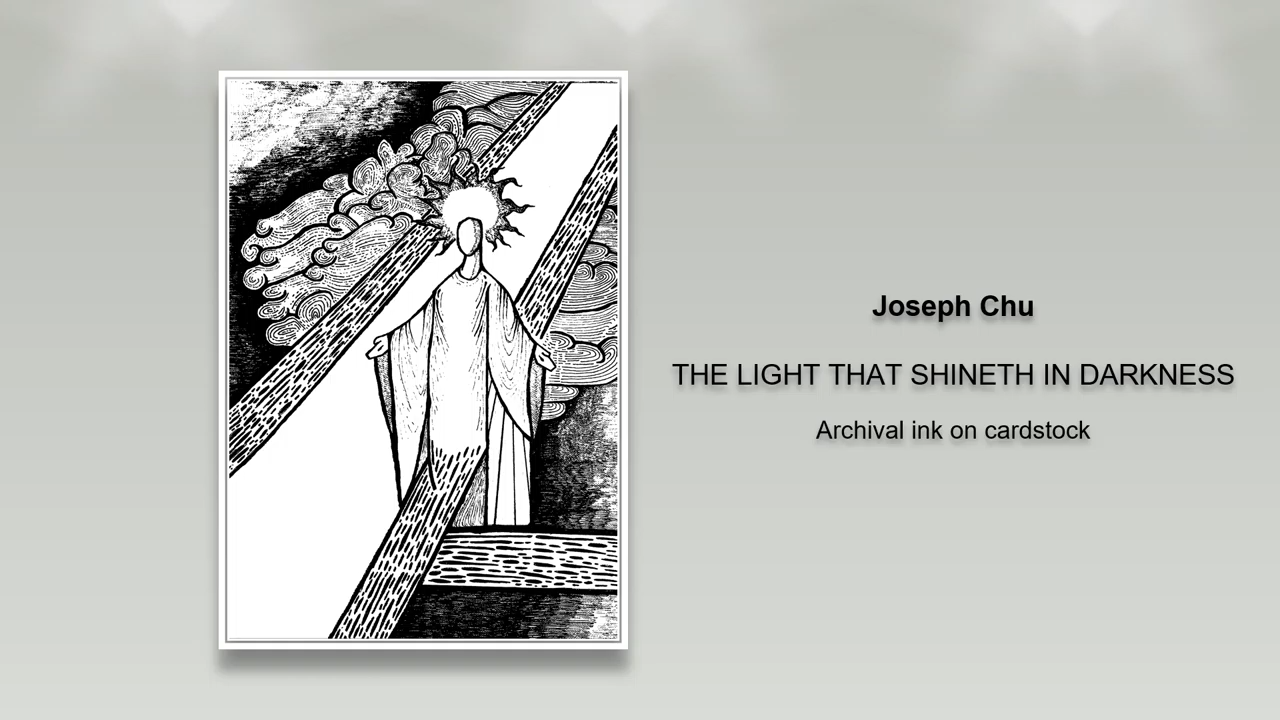 Joseph Chu
THE LIGHT THAT SHINETH IN DARKNESS
Archival ink on cardstock